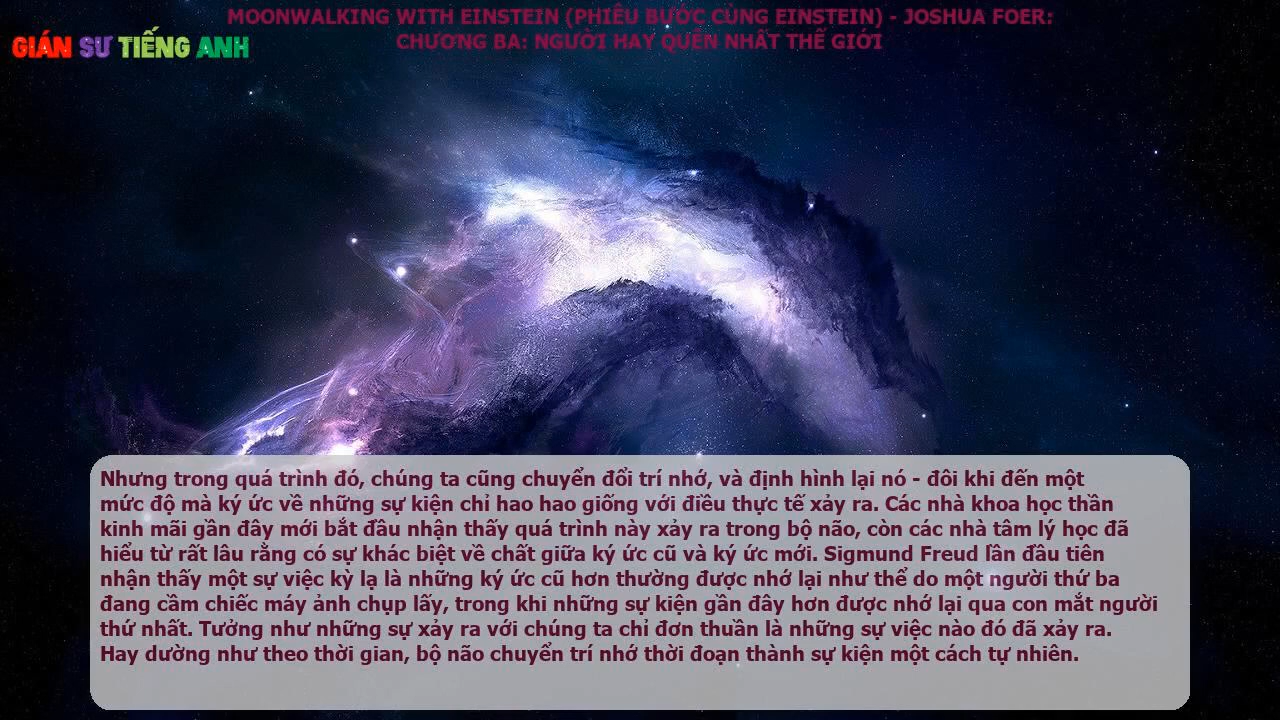 MOONWALKING WITH EINSTEIN (PHIÊU BƯỚC CÙNG EINSTEIN) - JOSHUA FOER:
CHƯƠNG BA: NGƯỜI HAY QUÊN NHẤT THẾ GIỚI
GIÁN SƯ TIẾNG ANH
Nhưng trong quá trình đó, chúng ta cũng chuyển đổi trí nhớ, và định hình lại nó - đôi khi đến một
mức độ mà ký ức về những sự kiện chỉ hao hao giống với điều thực tế xảy ra. Các nhà khoa học thần
kinh mãi gần đây mới bắt đầu nhận thấy quá trình này xảy ra trong bộ não, còn các nhà tâm lý học đã
hiểu từ rất lâu rằng có sự khác biệt về chất giữa ký ức cũ và ký ức mới. Sigmund Freud lần đầu tiên
nhận thấy một sự việc kỳ lạ là những ký ức cũ hơn thường được nhớ lại như thể do một người thứ ba
đang cầm chiếc máy ảnh chụp lấy, trong khi những sự kiện gần đây hơn được nhớ lại qua con mắt người
thứ nhất. Tưởng như những sự xảy ra với chúng ta chỉ đơn thuần là những sự việc nào đó đã xảy ra.
Hay dường như theo thời gian, bộ não chuyển trí nhớ thời đoạn thành sự kiện một cách tự nhiên.